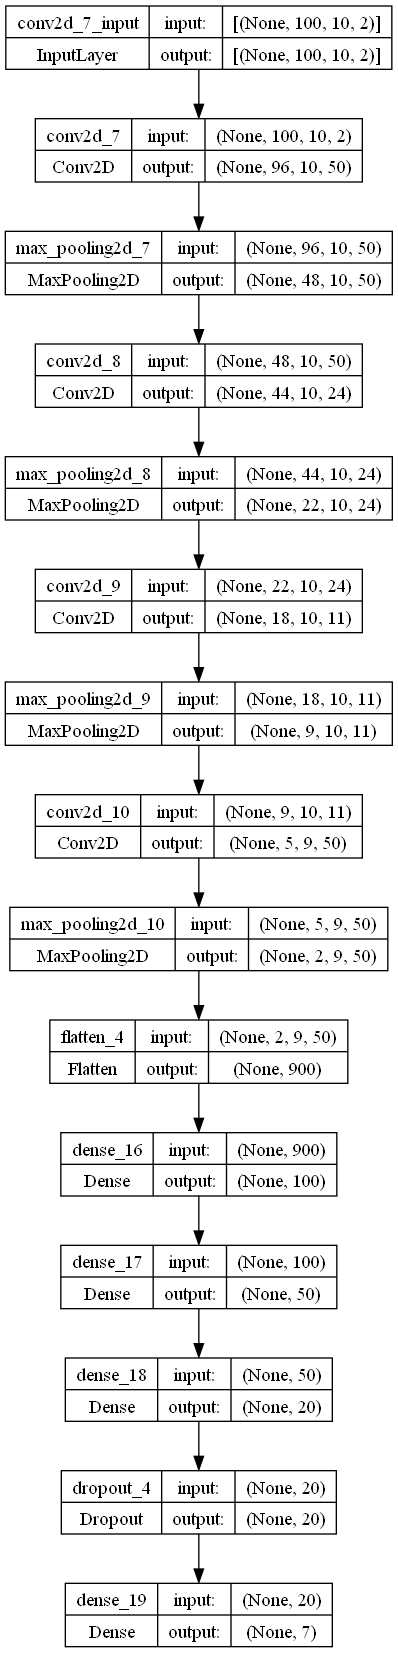 conv2d_7_input input: [(None, 100, 10, 2)]
InputLayer output: [(None, 100, 10, 2)]
conv2d_7 input: (None, 100, 10, 2)
Conv2D output: (None, 96, 10, 50)
max_pooling2d_7 input: (None, 96, 10, 50)
MaxPooling2D output: (None, 48, 10, 50)
conv2d_8 input: (None, 48, 10, 50)
Conv2D output: (None, 44, 10, 24)
max_pooling2d_8 input: (None, 44, 10, 24)
MaxPooling2D output: (None, 22, 10, 24)
conv2d_9 input: (None, 22, 10, 24)
Conv2D output: (None, 18, 10, 11)
max_pooling2d_9 input: (None, 18, 10, 11)
MaxPooling2D output: (None, 9, 10, 11)
conv2d_10 input: (None, 9, 10, 11)
Conv2D output: (None, 5, 9, 50)
max_pooling2d_10 input: (None, 5, 9, 50)
MaxPooling2D output: (None, 2, 9, 50)
flatten_4 input: (None, 2, 9, 50)
Flatten output: (None, 900)
dense_16 input: (None, 900)
Dense output: (None, 100)
dense_17 input: (None, 100)
Dense output: (None, 50)
dense_18 input: (None, 50)
Dense output: (None, 20)
dropout_4 input: (None, 20)
Dropout output: (None, 20)
dense_19 input: (None, 20)
Dense output: (None, 7)